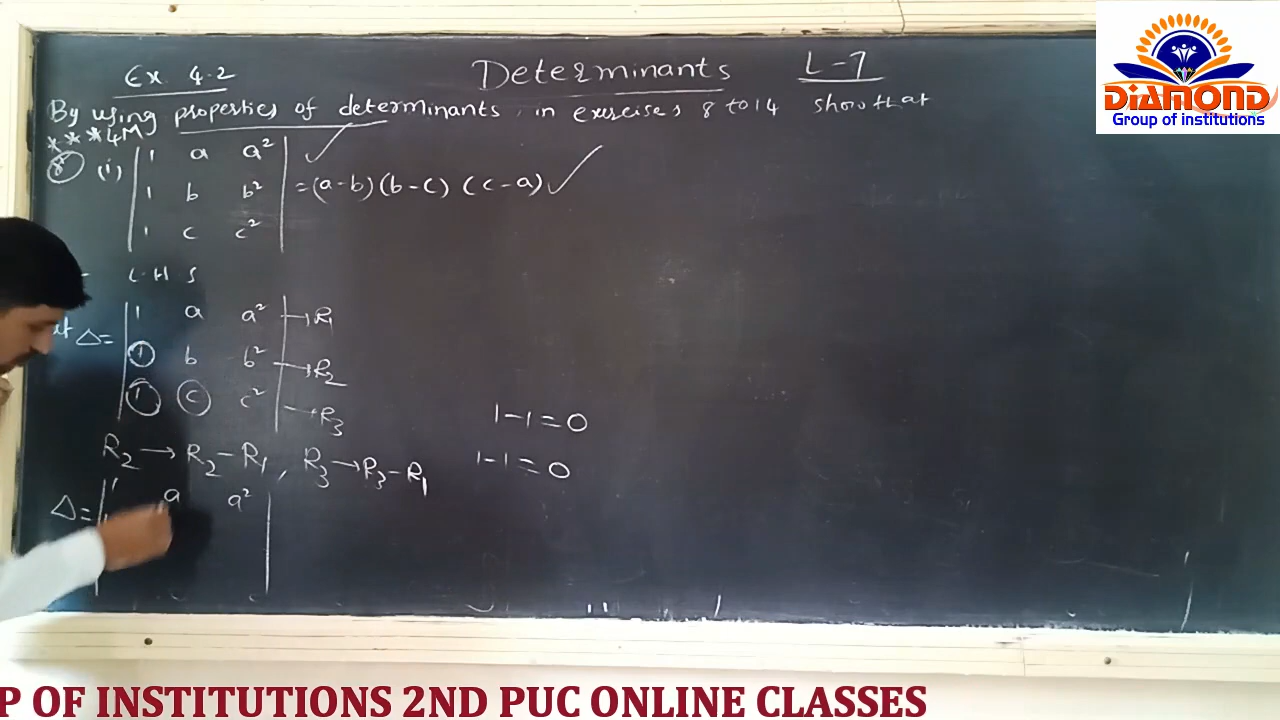 Ex 4.2 Determinants L-7
By using properties of determinants, in exercises 8 to 14 show that
***4M
8 (i) | 1 a a² |
| 1 b b² | = (a-b)(b-c)(c-a)
| 1 c c² |
L.H.S
Δ= | 1 a a² | →R₁
| 1 b b² | →R₂
| 1 c c² | →R₃
1-1=0
R₂ → R₂-R₁, R₃→R₃-R₁ 1-1=0
Δ= | 1 a a² |
DIAMOND
Group of institutions
P OF INSTITUTIONS 2ND PUC ONLINE CLASSES